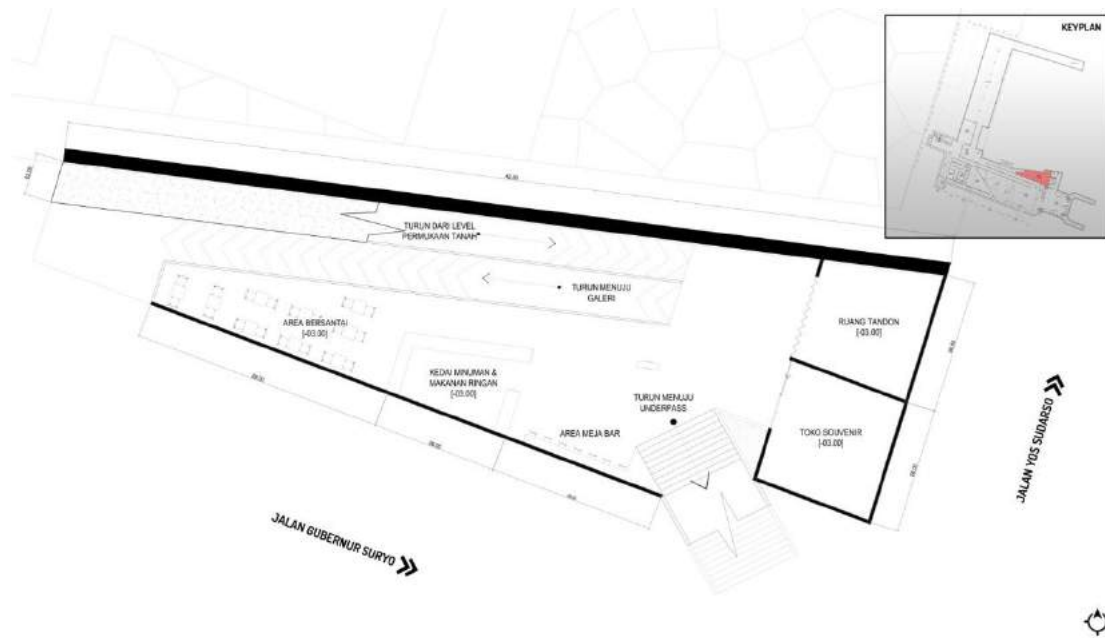 KEYPLAN
42.00
TURUN DARI LEVEL
PERMUKAAN TANAH
TURUN MENUJU
GALERI
AREA BERSANTAI
[-03.00]
KEDAI MINUMAN &
MAKANAN RINGAN
[-03.00]
AREA MEJA BAR
TURUN MENUJU
UNDERPASS
RUANG TANDON
[-03.00]
TOKO SOUVENIR
[-03.00]
JALAN GUBERNUR SURYO
JALAN YOS SUDARSO